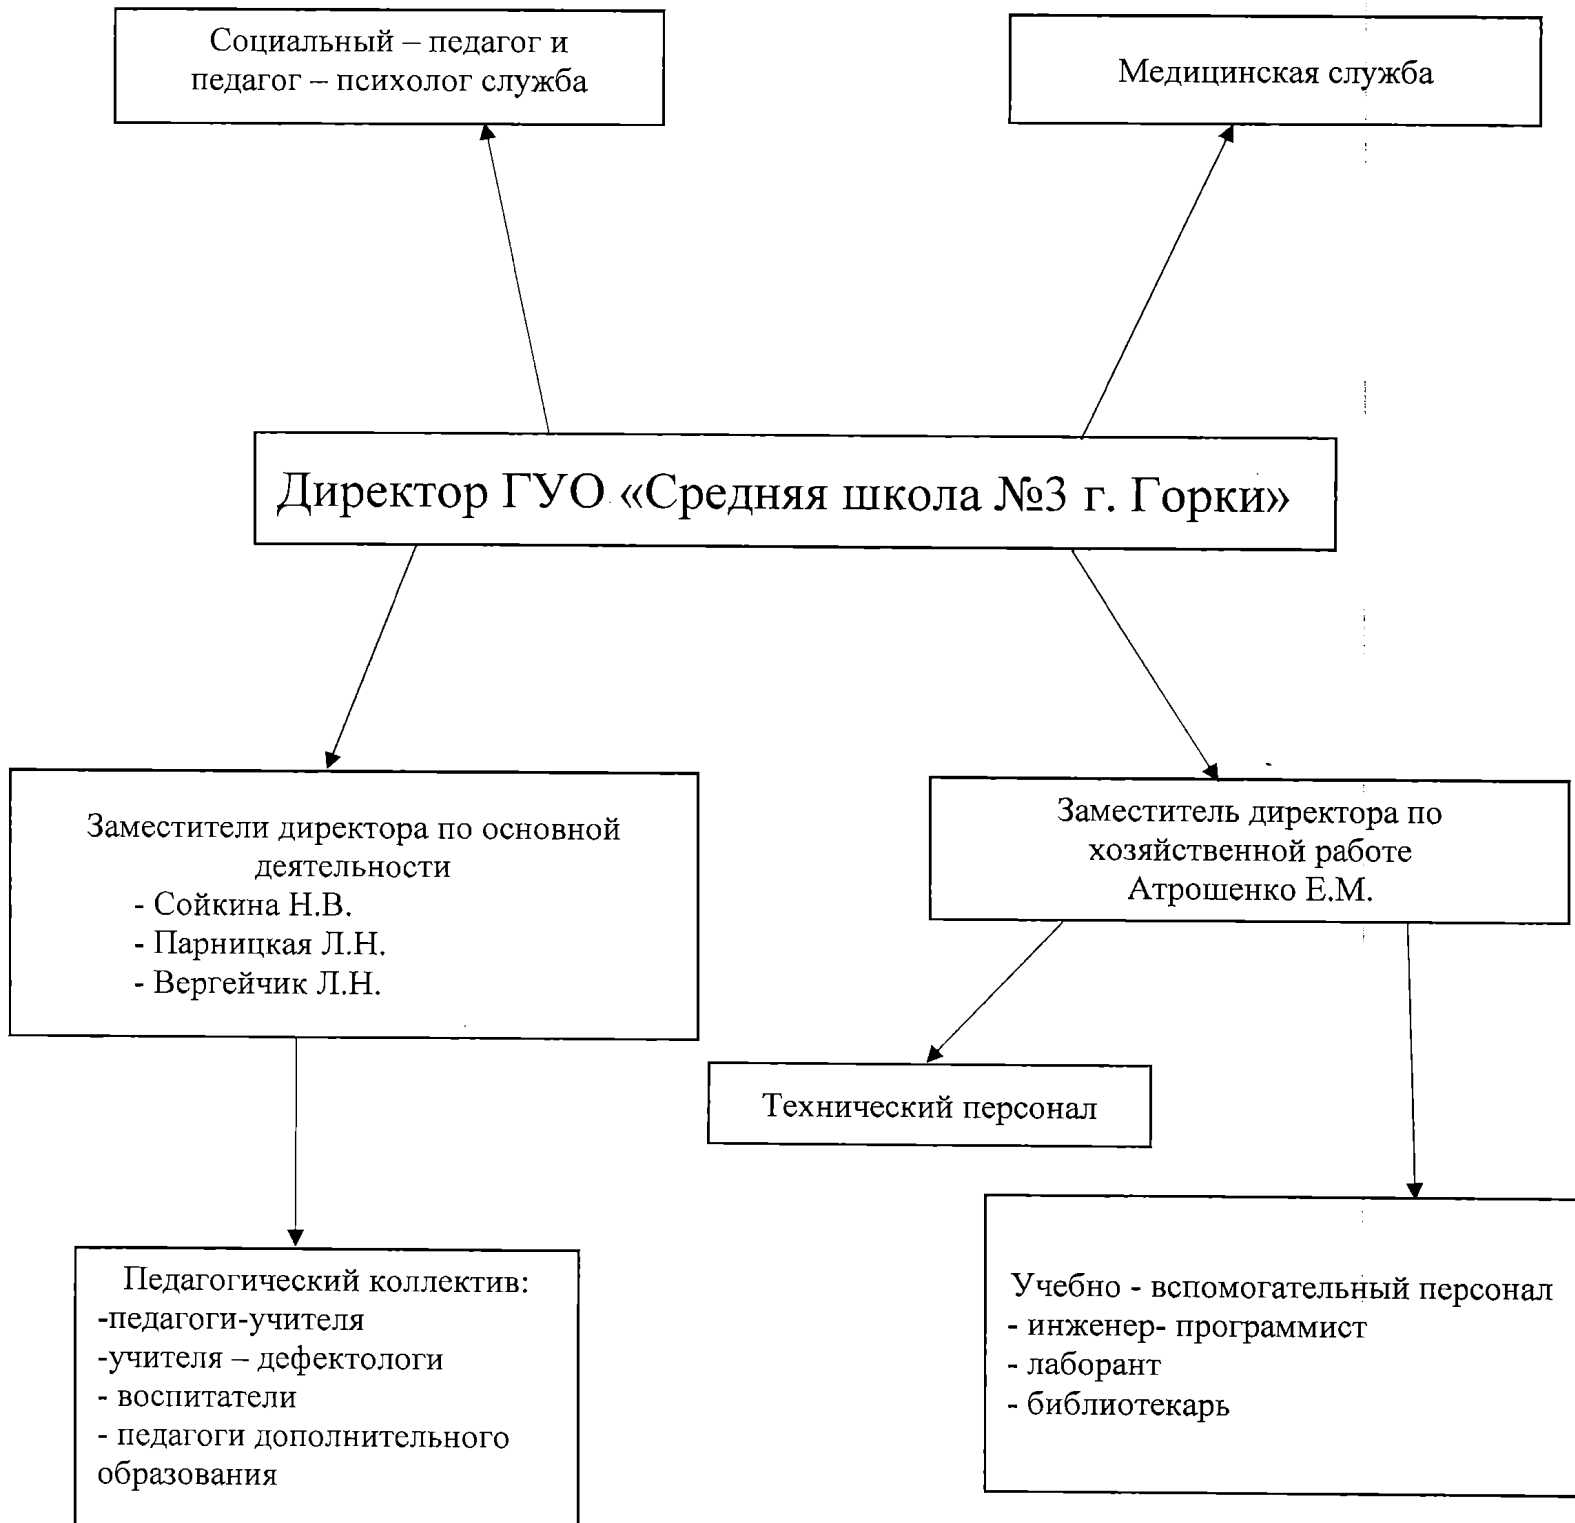 Социальный – педагог и
педагог – психолог служба
Медицинская служба
Директор ГУО «Средняя школа №3 г. Горки»
Заместители директора по основной
деятельности
- Сойкина Н.В.
- Парницкая Л.Н.
- Вергейчик Л.Н.
Заместитель директора по
хозяйственной работе
Атрошенко Е.М.
Технический персонал
Педагогический коллектив:
-педагоги-учителя
-учителя – дефектологи
- воспитатели
- педагоги дополнительного
образования
Учебно - вспомогательный персонал
- инженер- программист
- лаборант
- библиотекарь